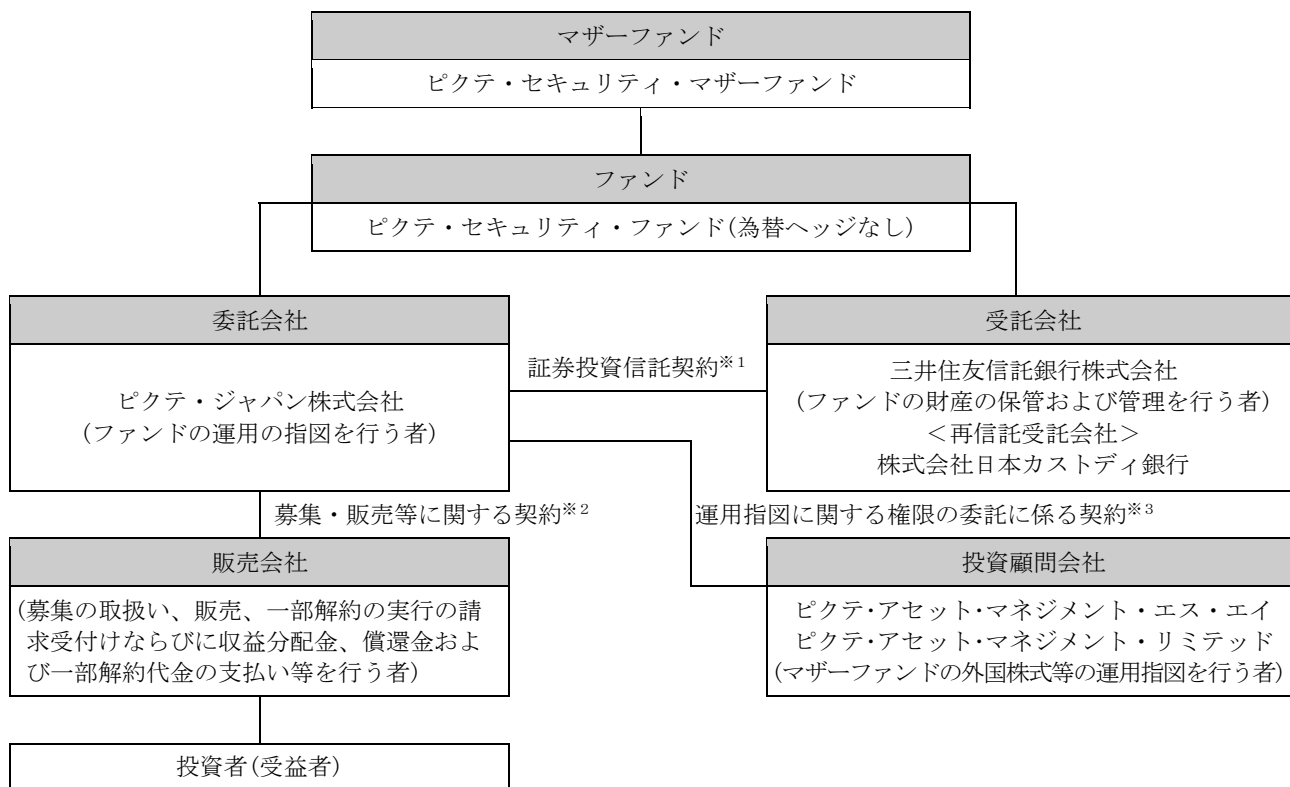 マザーファンド
ピクテ・セキュリティ・マザーファンド
ファンド
ピクテ・セキュリティ・ファンド(為替ヘッジなし)
委託会社
ピクテ・ジャパン株式会社
(ファンドの運用の指図を行う者)
証券投資信託契約※1
受託会社
三井住友信託銀行株式会社
(ファンドの財産の保管および管理を行う者)
<再信託受託会社>
株式会社日本カストディ銀行
募集・販売等に関する契約※2
運用指図に関する権限の委託に係る契約※3
販売会社
(募集の取扱い、販売、一部解約の実行の請
求受付けならびに収益分配金、償還金およ
び一部解約代金の支払い等を行う者)
投資顧問会社
ピクテ・アセット・マネジメント・エス・エイ
ピクテ・アセット・マネジメント・リミテッド
(マザーファンドの外国株式等の運用指図を行う者)
投資者(受益者)